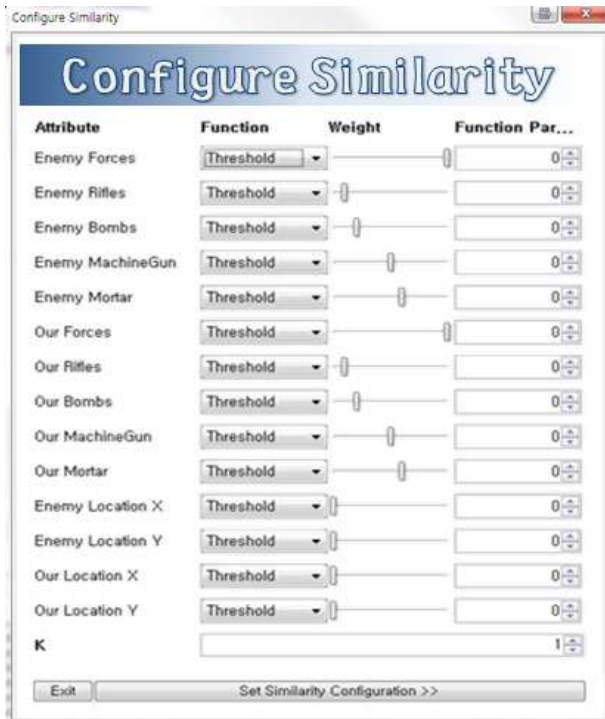 Configure Similarity
Configure Similarity
Attribute Function Weight Function Par...
Enemy Forces Threshold 0
Enemy Rifles Threshold 0
Enemy Bombs Threshold 0
Enemy MachineGun Threshold 0
Enemy Mortar Threshold 0
Our Forces Threshold 0
Our Rifles Threshold 0
Our Bombs Threshold 0
Our MachineGun Threshold 0
Our Mortar Threshold 0
Enemy Location X Threshold 0
Enemy Location Y Threshold 0
Our Location X Threshold 0
Our Location Y Threshold 0
K 1
Exit Set Similarity Configuration >>